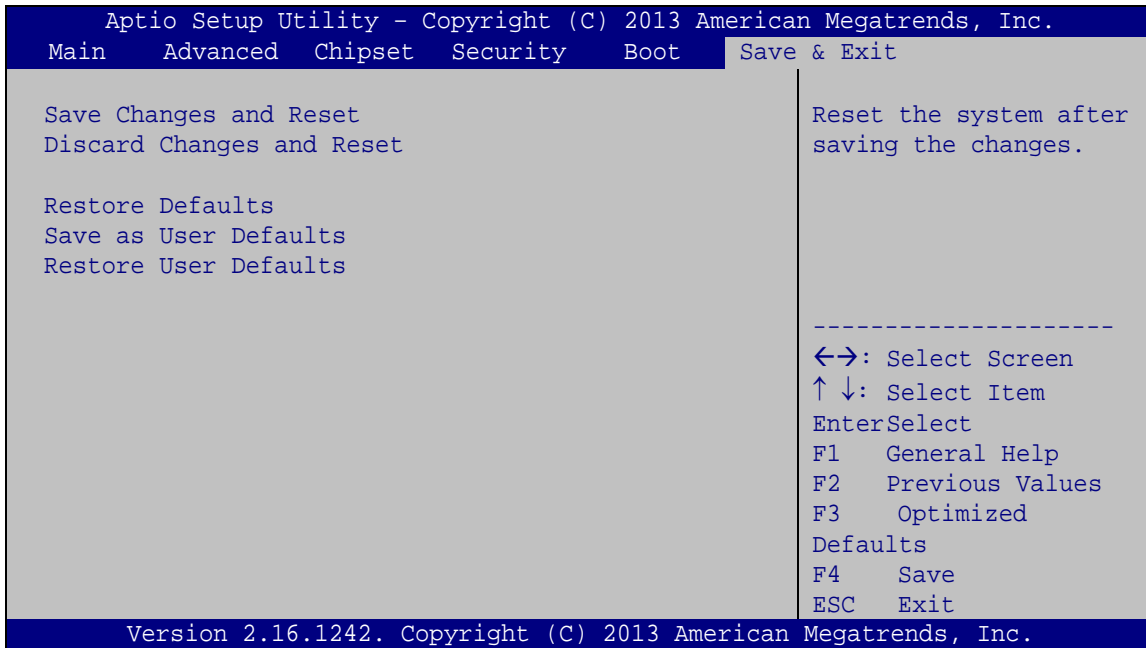 Aptio Setup Utility – Copyright (C) 2013 American Megatrends, Inc.
Main Advanced Chipset Security Boot Save & Exit
Save Changes and Reset
Discard Changes and Reset
Restore Defaults
Save as User Defaults
Restore User Defaults
Reset the system after
saving the changes.
---------------------
←→: Select Screen
↑ ↓: Select Item
EnterSelect
F1 General Help
F2 Previous Values
F3 Optimized
Defaults
F4 Save
ESC Exit
Version 2.16.1242. Copyright (C) 2013 American Megatrends, Inc.